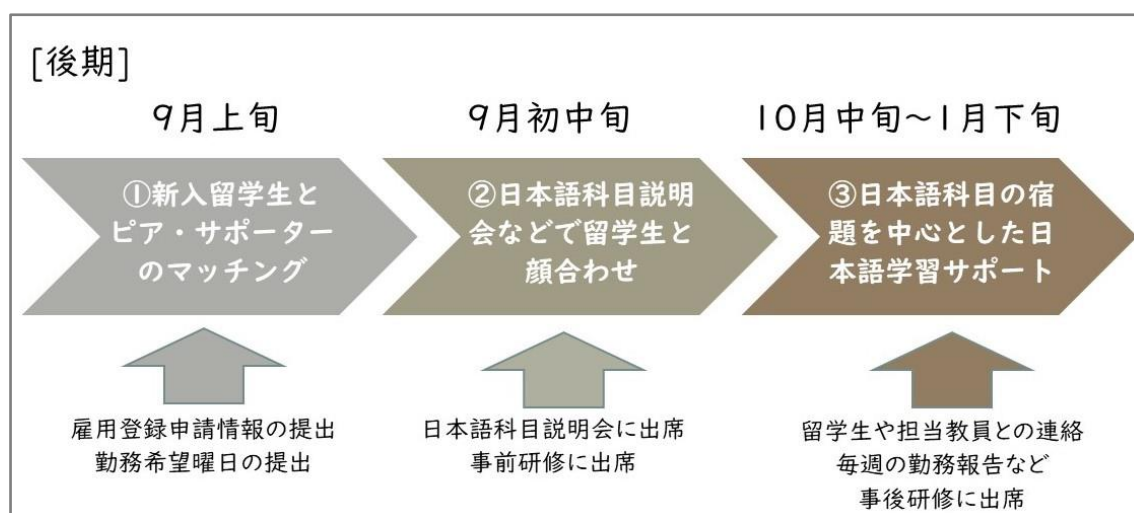 [後期]
9月上旬
9月初中旬
10月中旬～1月下旬
①新入留学生と
ピア・サポーター
のマッチング
②日本語科目説明
会などで留学生と
顔合わせ
③日本語科目の宿
題を中心とした日
本語学習サポート
雇用登録申請情報の提出
勤務希望曜日の提出
日本語科目説明会に出席
事前研修に出席
留学生や担当教員との連絡
毎週の勤務報告など
事後研修に出席